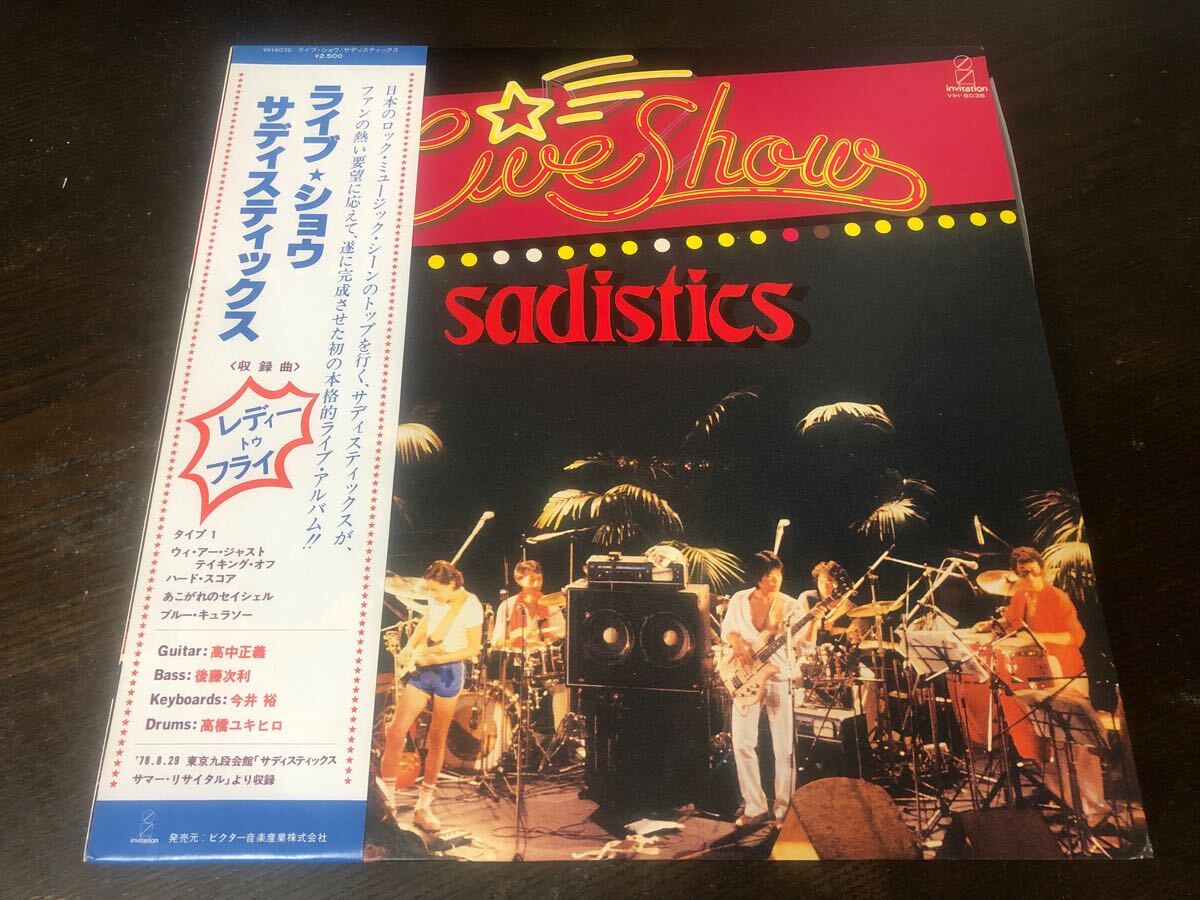 VIH6036 ライブ・ショウ/サディスティックス
¥2,500
ライブ★ショウ
サディスティックス
日本のロック・ミュージック・シーンのトップを行く、サディスティックスが、
ファンの熱い要望に応えて、遂に完成させた初の本格的ライブ・アルバム!!
〈収録曲〉
レディー
トゥ
フライ
タイプ1
ウィ・アー・ジャスト
テイキング・オフ
ハード・スコア
あこがれのセイシェル
ブルー・キュラソー
Guitar: 高中正義
Bass: 後藤次利
Keyboards: 今井 裕
Drums: 高橋ユキヒロ
'78.8.29 東京九段会館「サディスティックス
サマー・リサイタル」より収録
invitation
発売元:ビクター音楽産業株式会社
Live Show
invitation
VIH-6036
sadistics